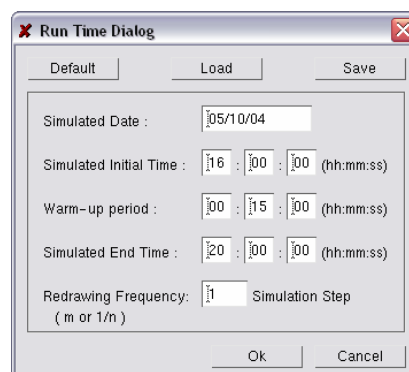 Run Time Dialog
Default Load Save
Simulated Date : 05/10/04
Simulated Initial Time : 16 : 00 : 00 (hh:mm:ss)
Warm-up period : 00 : 15 : 00 (hh:mm:ss)
Simulated End Time : 20 : 00 : 00 (hh:mm:ss)
Redrawing Frequency: 1 Simulation Step
( m or 1/n )
Ok Cancel